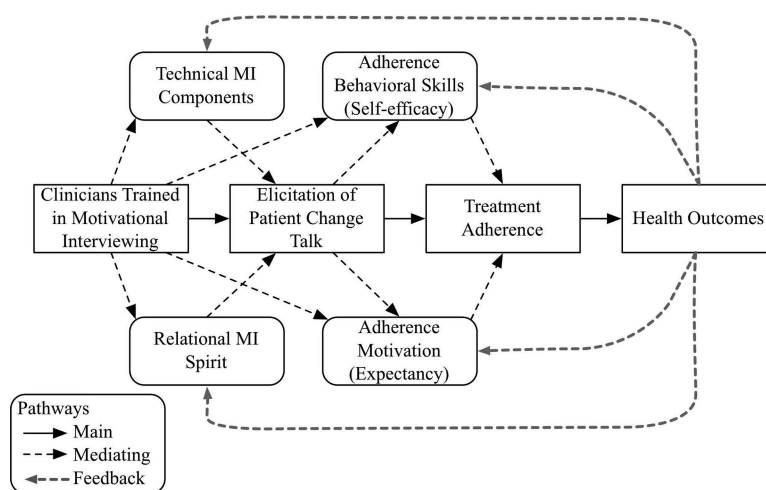 Technical MI
Components
Adherence
Behavioral Skills
(Self-efficacy)
Clinicians Trained
in Motivational
Interviewing
Elicitation of
Patient Change
Talk
Treatment
Adherence
Health Outcomes
Relational MI
Spirit
Adherence
Motivation
(Expectancy)
Pathways
Main
Mediating
Feedback